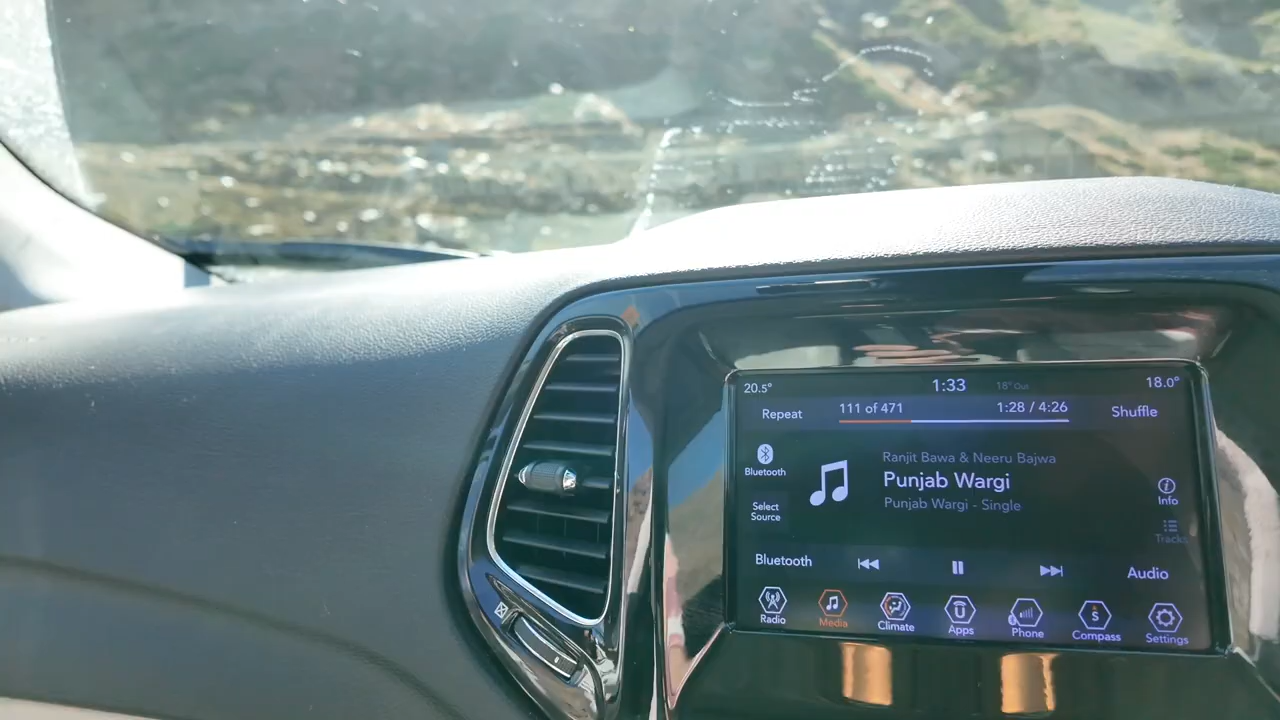 20.5°
1:33
18° Out
18.0°
Repeat
111 of 471
1:28 / 4:26
Shuffle
Bluetooth
Ranjit Bawa & Neeru Bajwa
Punjab Wargi
Punjab Wargi - Single
Info
Select
Source
Tracks
Bluetooth
Audio
Radio
Media
Climate
Apps
Phone
S
Compass
Settings